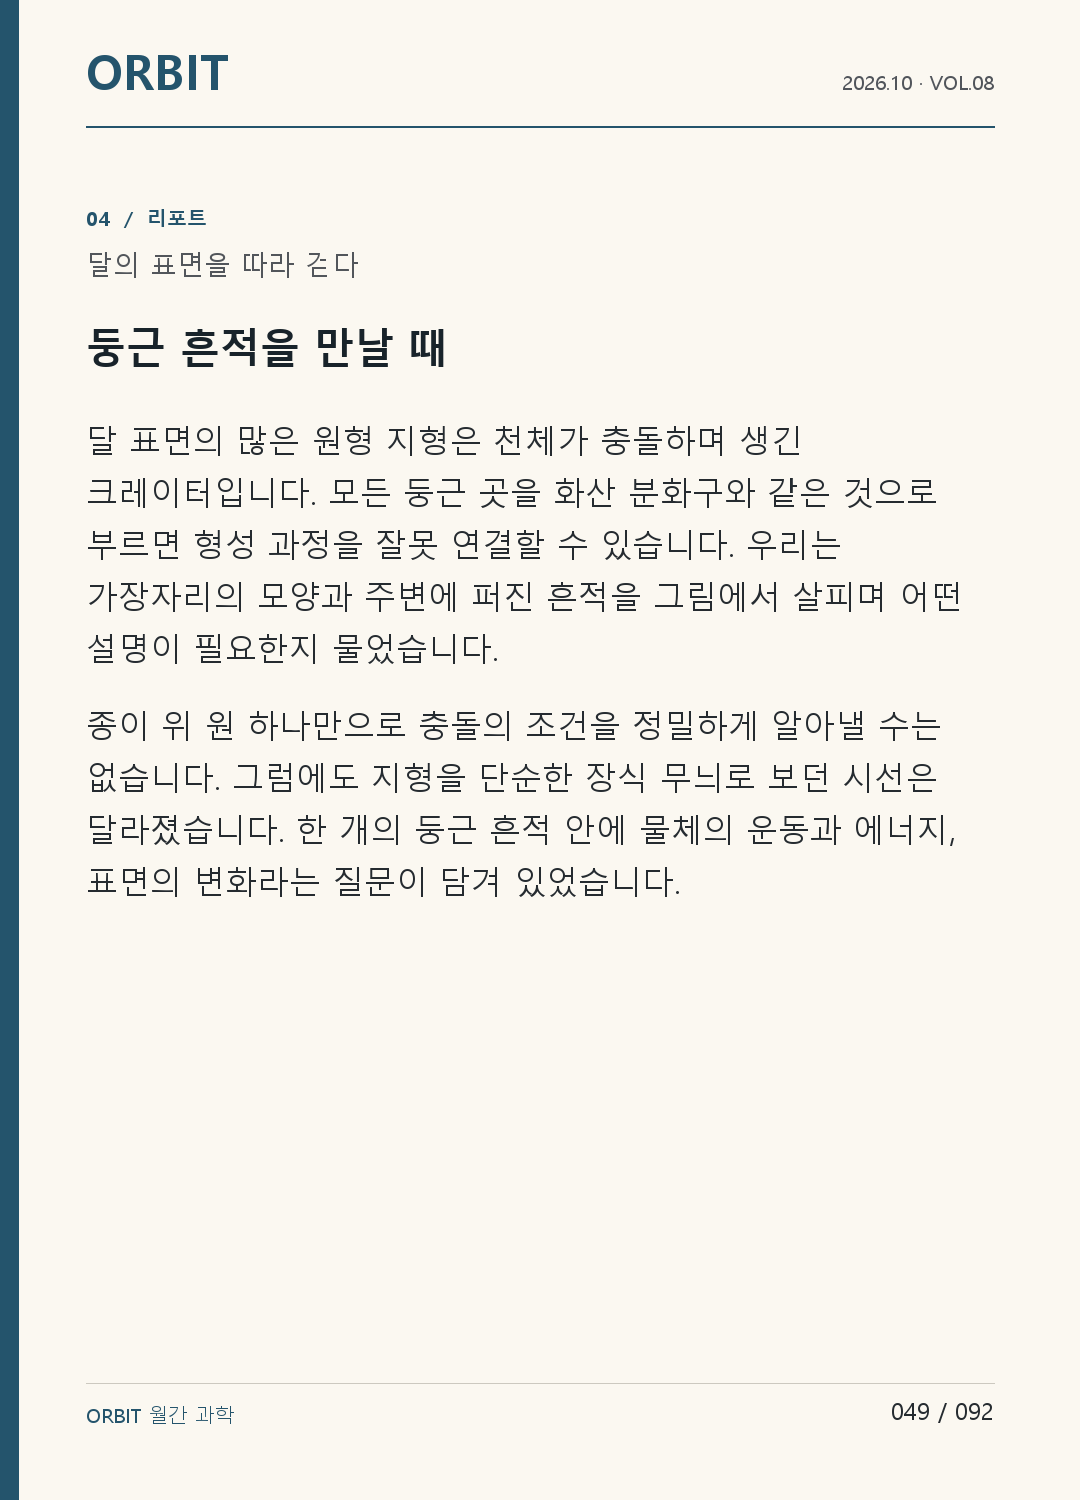 ORBIT
2026.10 · VOL.08
04 / 리포트
달의 표면을 따라 걷다
둥근 흔적을 만날 때
달 표면의 많은 원형 지형은 천체가 충돌하며 생긴
크레이터입니다. 모든 둥근 곳을 화산 분화구와 같은 것으로
부르면 형성 과정을 잘못 연결할 수 있습니다. 우리는
가장자리의 모양과 주변에 퍼진 흔적을 그림에서 살피며 어떤
설명이 필요한지 물었습니다.
종이 위 원 하나만으로 충돌의 조건을 정밀하게 알아낼 수는
없습니다. 그럼에도 지형을 단순한 장식 무늬로 보던 시선은
달라졌습니다. 한 개의 둥근 흔적 안에 물체의 운동과 에너지,
표면의 변화라는 질문이 담겨 있었습니다.
ORBIT 월간 과학
049 / 092